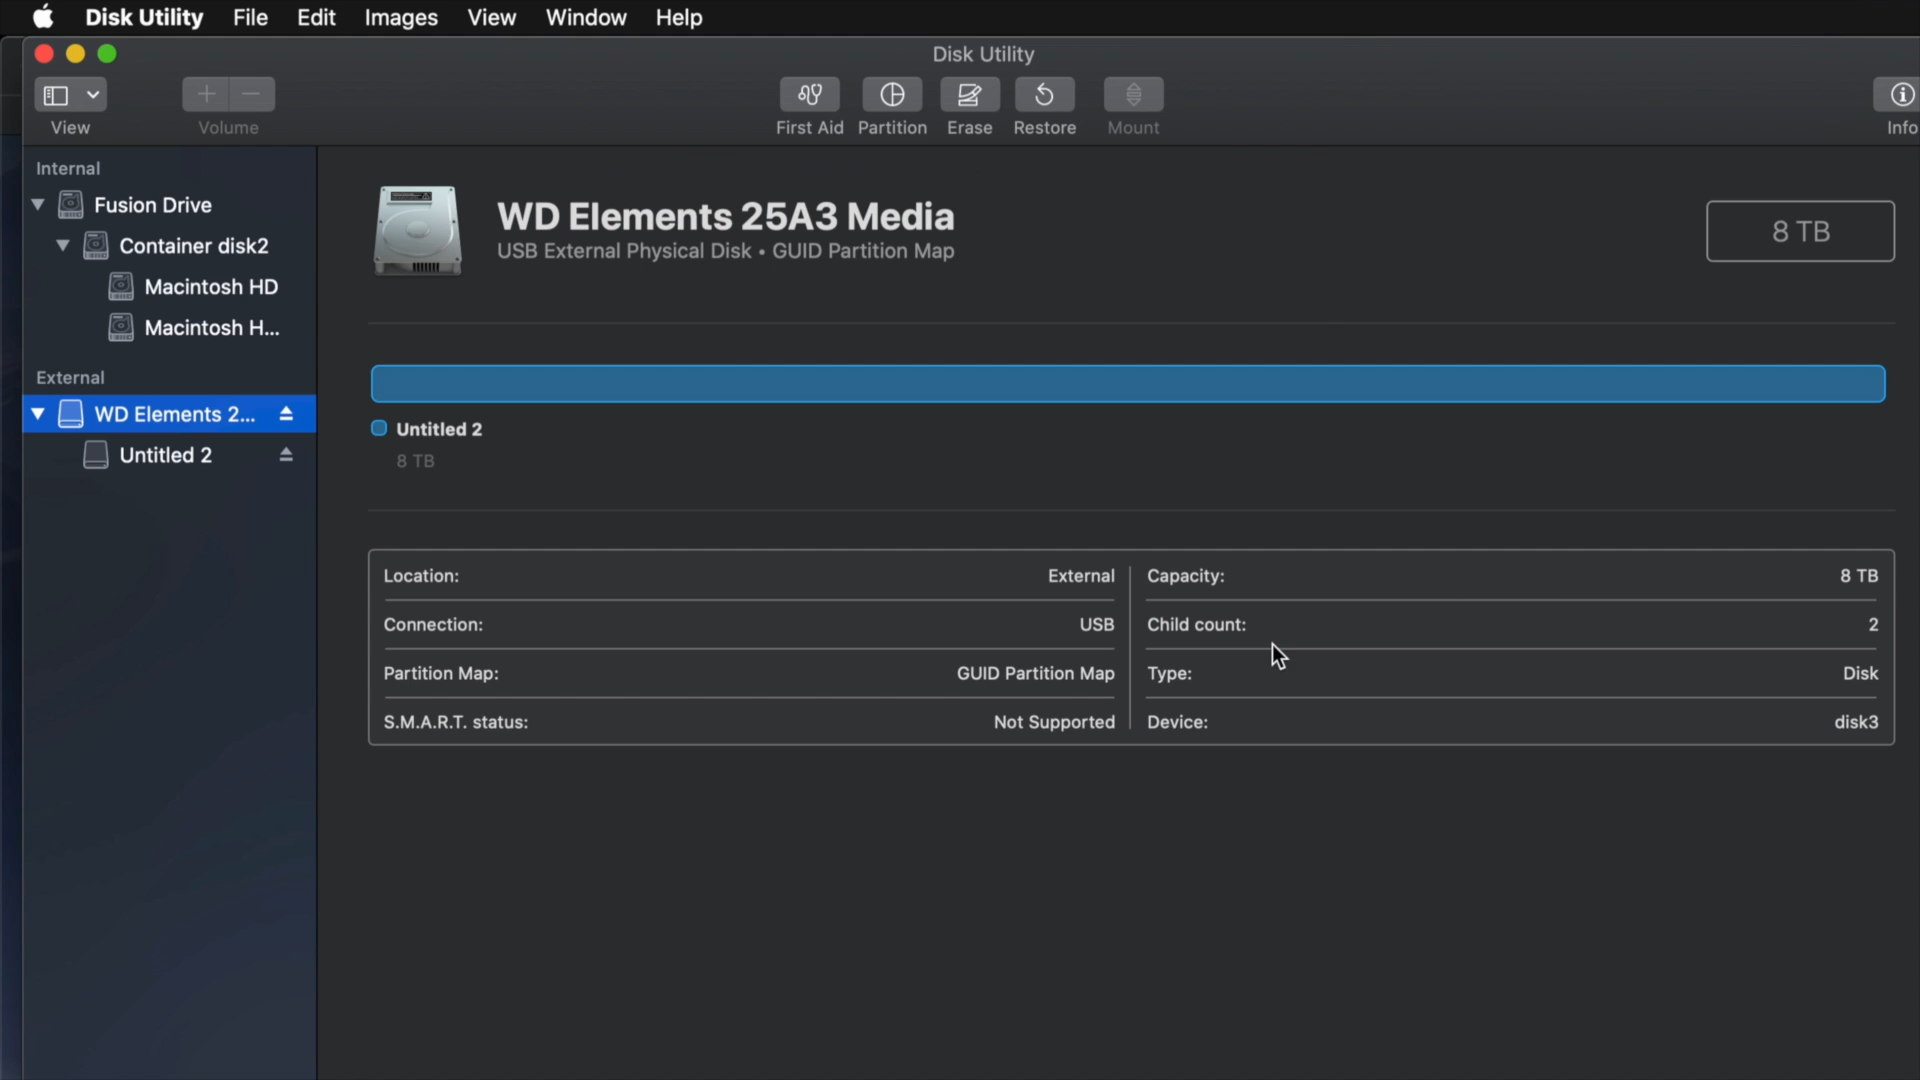 Disk Utility File Edit Images View Window Help
Disk Utility
View
Volume
First Aid Partition Erase Restore Mount
Info
Internal
Fusion Drive
Container disk2
Macintosh HD
Macintosh H...
External
WD Elements 2...
Untitled 2
WD Elements 25A3 Media
USB External Physical Disk • GUID Partition Map
8 TB
Untitled 2
8 TB
Location: External
Connection: USB
Partition Map: GUID Partition Map
S.M.A.R.T. status: Not Supported
Capacity: 8 TB
Child count: 2
Type: Disk
Device: disk3